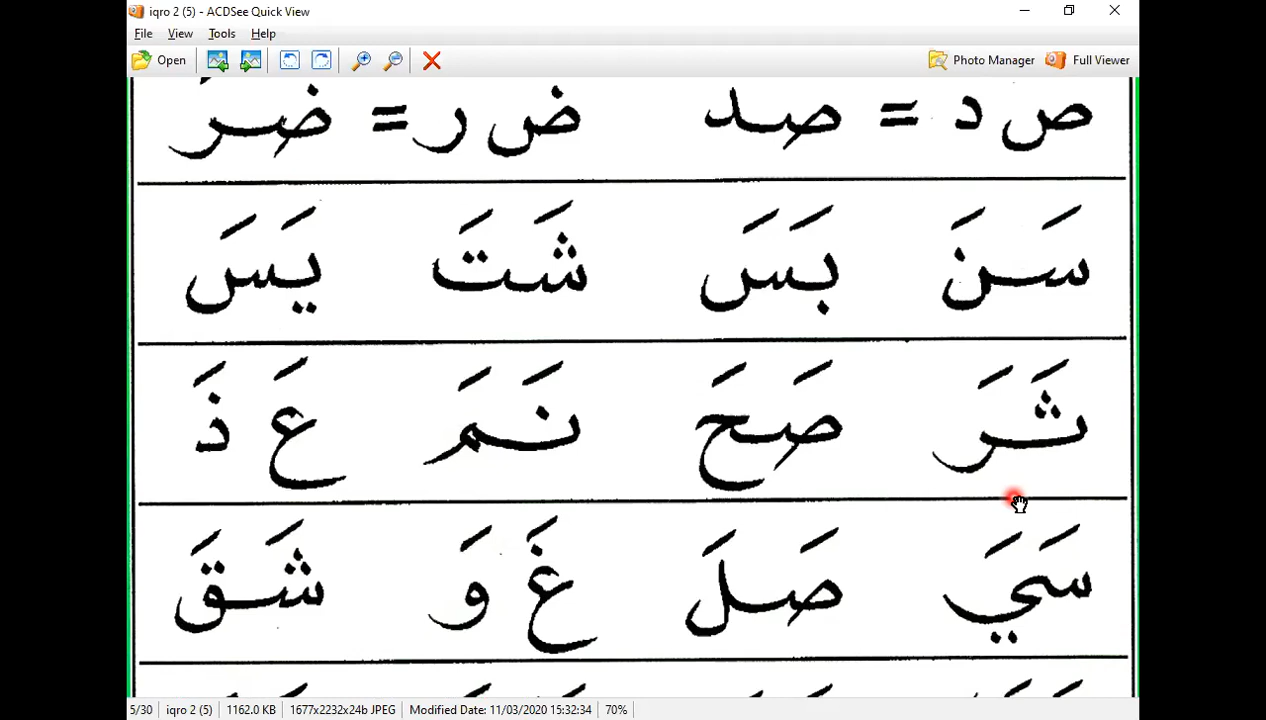 iqro 2 (5) - ACDSee Quick View
File View Tools Help
Open Photo Manager Full Viewer
ص د = صد ض ر = ضر
سَنَ بَسَ شَتَ يَسَ
ثَرَ صَحَ نَمَ عَ ذَ
سَيَ صَلَ غَ وَ شَقَ
5/30 iqro 2 (5) 1162.0 KB 1677x2232x24b JPEG Modified Date: 11/03/2020 15:32:34 70%